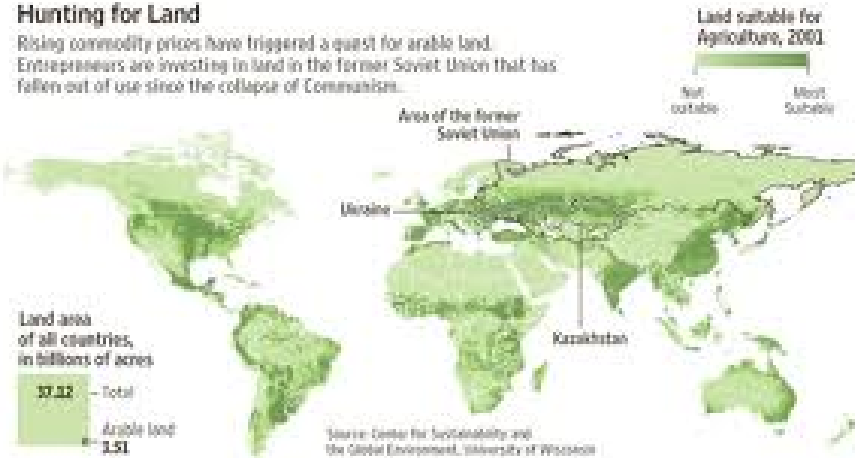 Hunting for Land
Rising commodity prices have triggered a quest for arable land.
Entrepreneurs are investing in land in the former Soviet Union that has
fallen out of use since the collapse of Communism.
Land suitable for
Agriculture, 2001
Not
suitable
Most
Suitable
Area of the former
Soviet Union
Ukraine
Kazakhstan
Land area
of all countries,
in billions of acres
37.12
Total
Arable land
3.51
Source: Center for Sustainability and
the Global Environment, University of Wisconsin